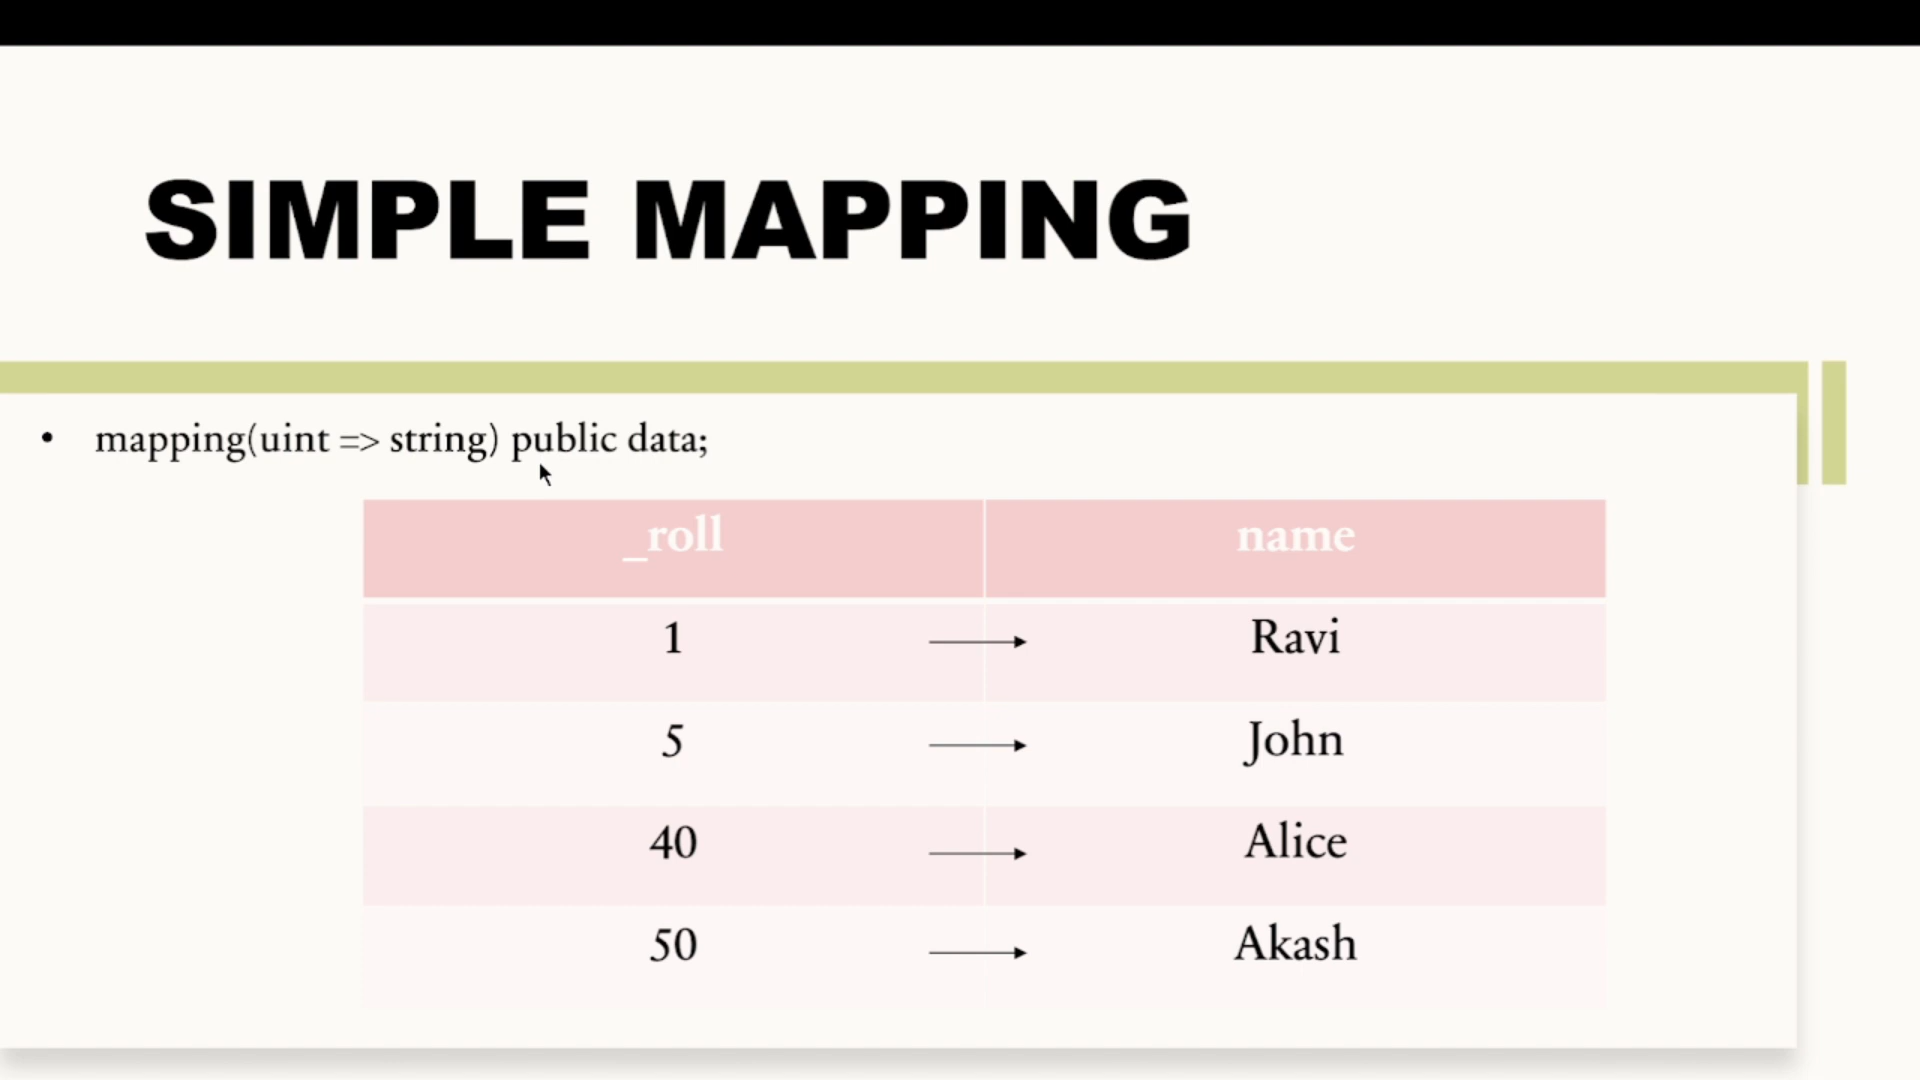 SIMPLE MAPPING
• mapping(uint => string) public data;
_roll name
1 Ravi
5 John
40 Alice
50 Akash